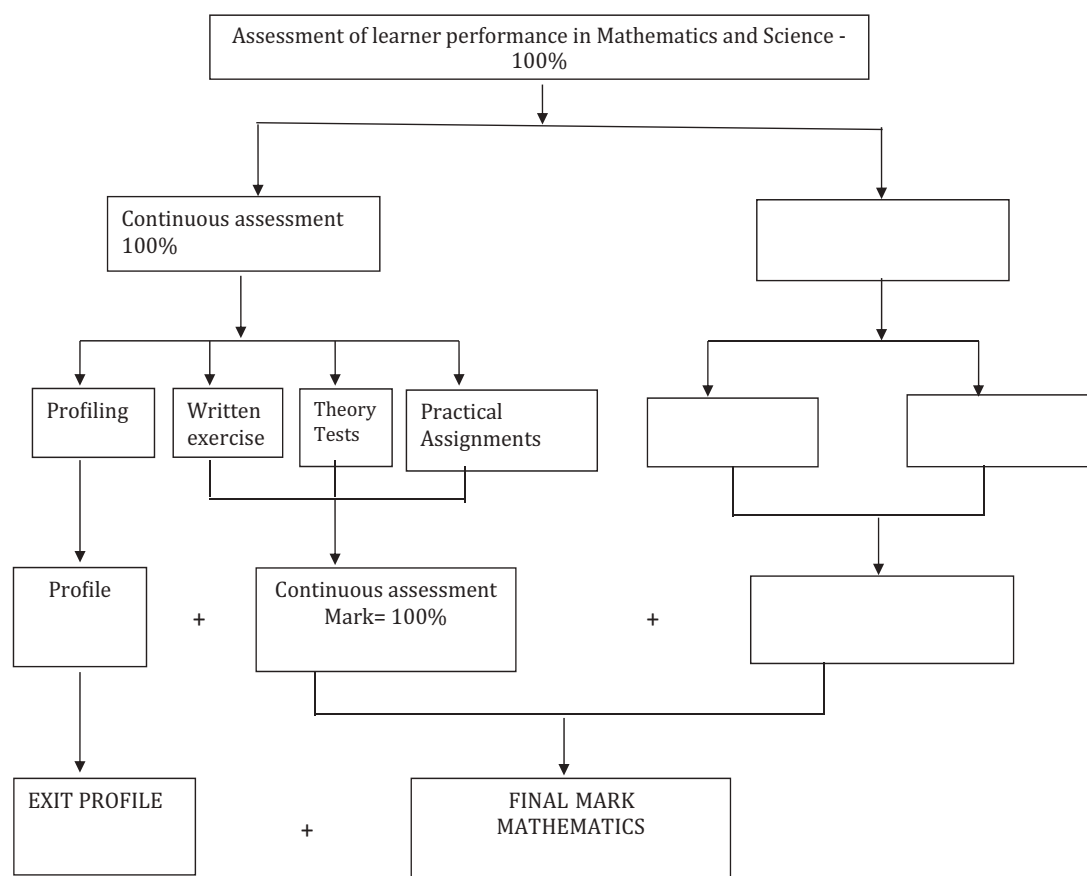 Assessment of learner performance in Mathematics and Science -
100%
Continuous assessment
100%
Profiling
Written
exercise
Theory
Tests
Practical
Assignments
Profile
+
Continuous assessment
Mark= 100%
+
EXIT PROFILE
+
FINAL MARK
MATHEMATICS